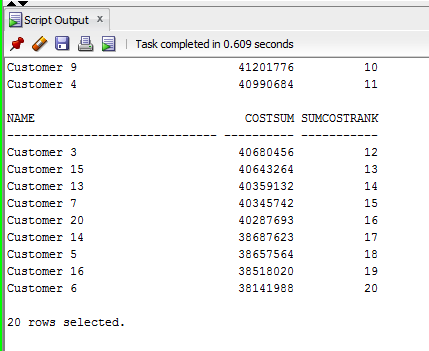 Script Output x
Task completed in 0.609 seconds
Customer 9 41201776 10
Customer 4 40990684 11
NAME COSTSUM SUMCOSTRANK
------------------------------ ---------- -----------
Customer 3 40680456 12
Customer 15 40643264 13
Customer 13 40359132 14
Customer 7 40345742 15
Customer 20 40287693 16
Customer 14 38687623 17
Customer 5 38657564 18
Customer 16 38518020 19
Customer 6 38141988 20
20 rows selected.